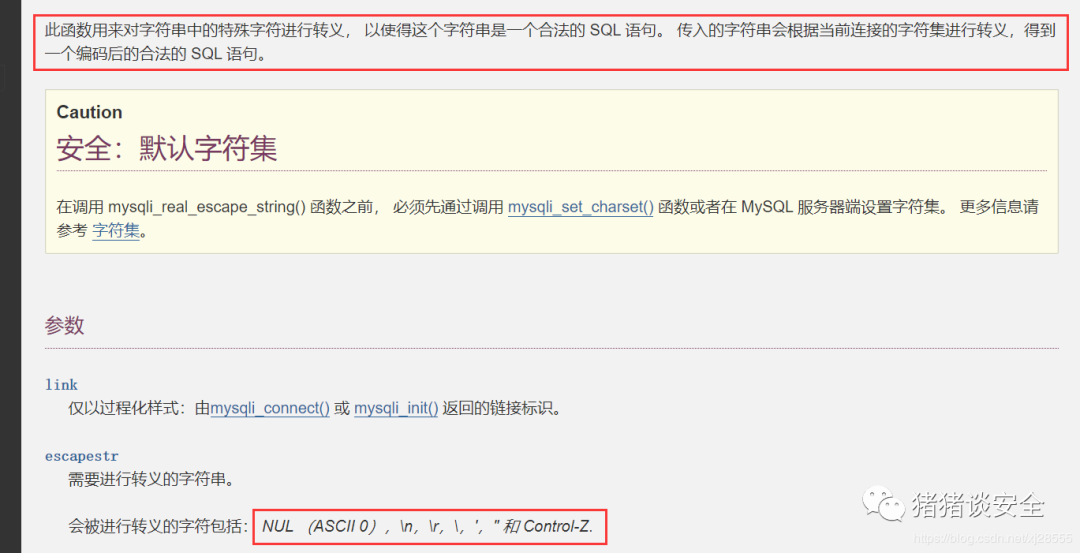 此函数用来对字符串中的特殊字符进行转义， 以使得这个字符串是一个合法的 SQL 语句。 传入的字符串会根据当前连接的字符集进行转义，得到
一个编码后的合法的 SQL 语句。
Caution
安全：默认字符集
在调用 mysqli_real_escape_string() 函数之前， 必须先通过调用 mysqli_set_charset() 函数或者在 MySQL 服务器端设置字符集。 更多信息请
参考 字符集。
参数
link
仅以过程化样式：由mysqli_connect() 或 mysqli_init() 返回的链接标识。
escapestr
需要进行转义的字符串。
会被进行转义的字符包括： NUL （ASCII 0）, \n, \r, \, ', " 和 Control-Z.
猪猪谈安全
https://blog.csdn.net/xj28555